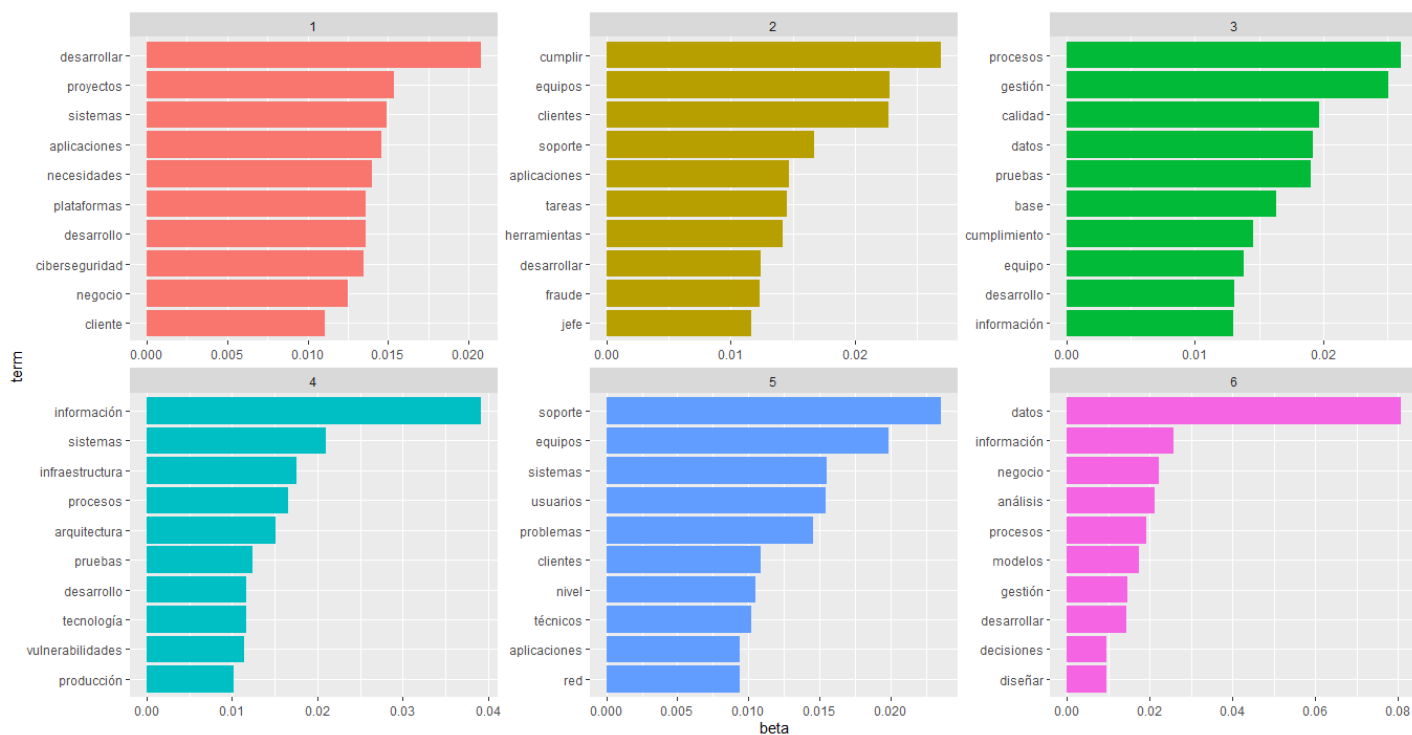 1
desarrollar
proyectos
sistemas
aplicaciones
necesidades
plataformas
desarrollo
ciberseguridad
negocio
cliente
0.000 0.005 0.010 0.015 0.020
2
cumplir
equipos
clientes
soporte
aplicaciones
tareas
herramientas
desarrollar
fraude
jefe
0.00 0.01 0.02
3
procesos
gestión
calidad
datos
pruebas
base
cumplimiento
equipo
desarrollo
información
0.00 0.01 0.02
term
4
información
sistemas
infraestructura
procesos
arquitectura
pruebas
desarrollo
tecnología
vulnerabilidades
producción
0.00 0.01 0.02 0.03 0.04
5
soporte
equipos
sistemas
usuarios
problemas
clientes
nivel
técnicos
aplicaciones
red
0.000 0.005 0.010 0.015 0.020
6
datos
información
negocio
análisis
procesos
modelos
gestión
desarrollar
decisiones
diseñar
0.00 0.02 0.04 0.06 0.08
beta